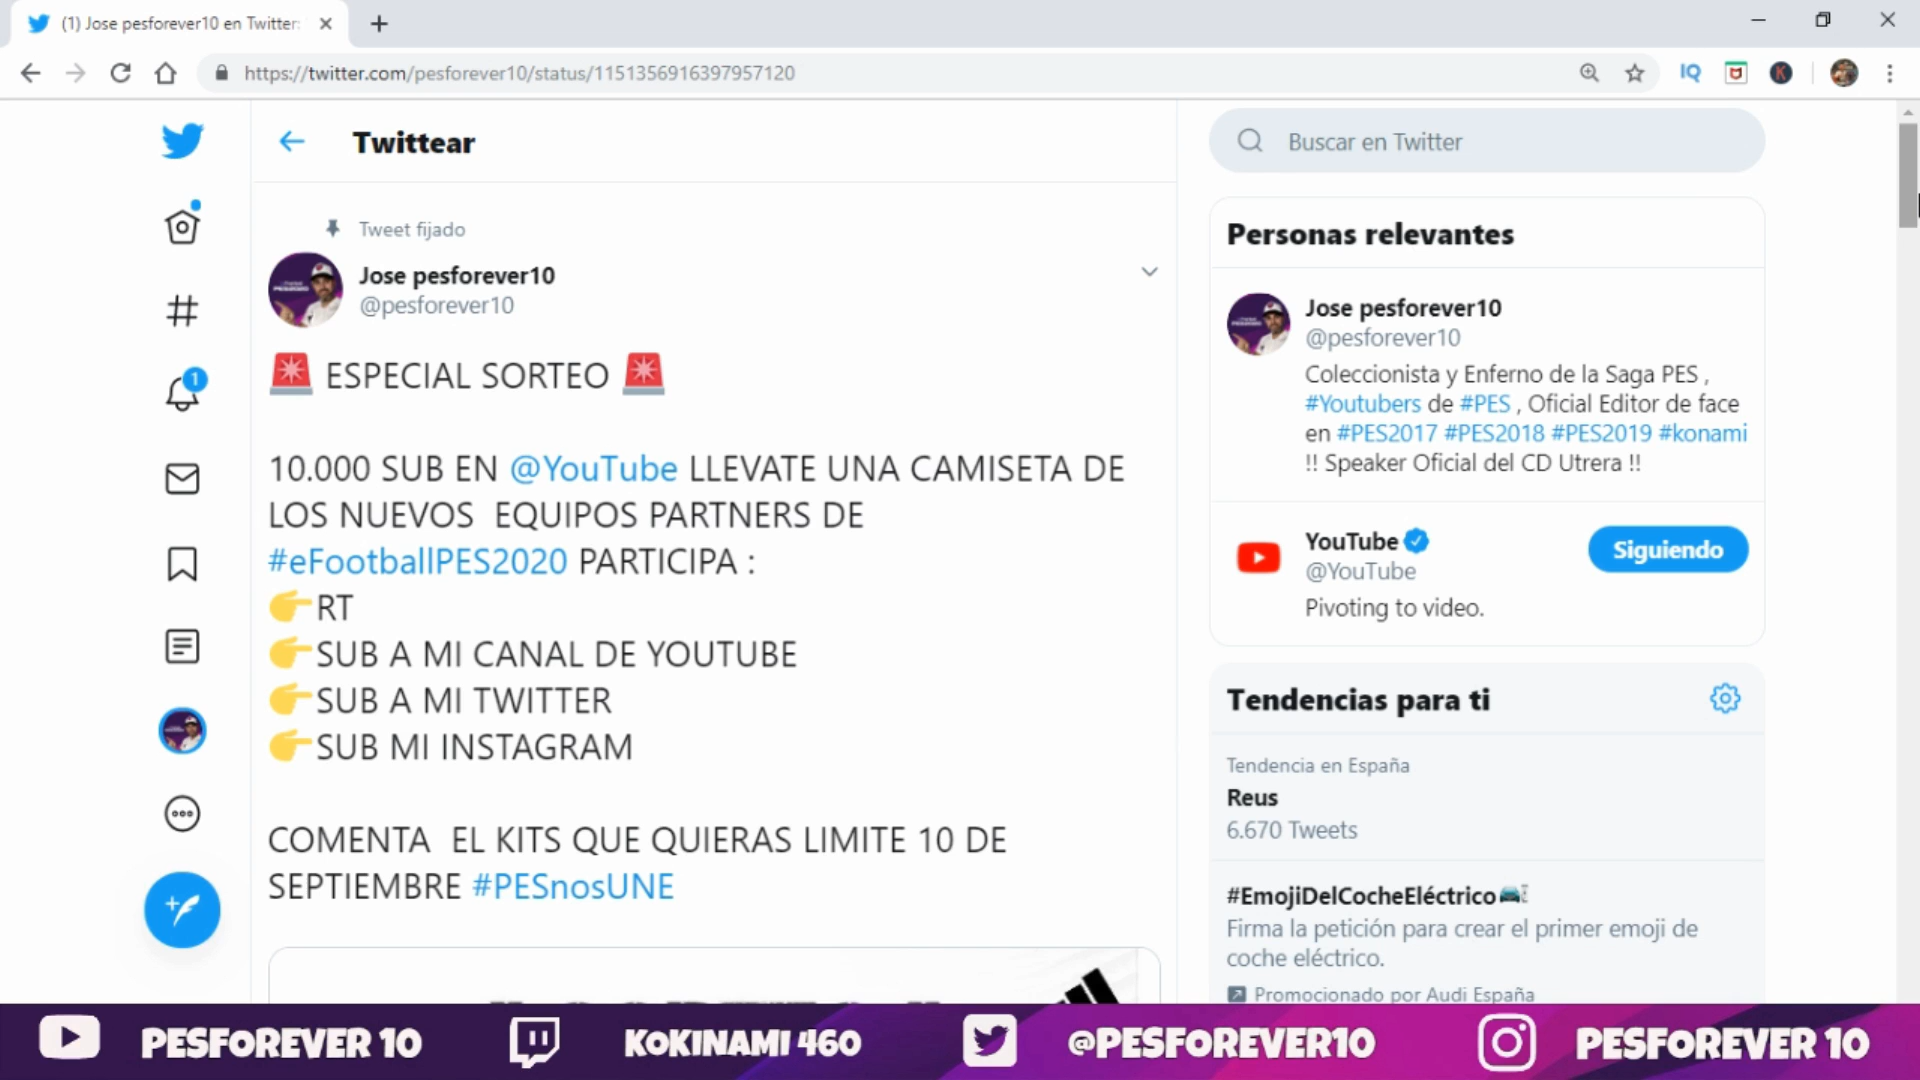 (1) Jose pesforever10 en Twitter:
https://twitter.com/pesforever10/status/1151356916397957120
IQ
K
Twittear
Tweet fijado
Jose pesforever10
@pesforever10
🚨 ESPECIAL SORTEO 🚨
10.000 SUB EN @YouTube LLEVATE UNA CAMISETA DE
LOS NUEVOS EQUIPOS PARTNERS DE
#eFootballPES2020 PARTICIPA :
👉RT
👉SUB A MI CANAL DE YOUTUBE
👉SUB A MI TWITTER
👉SUB MI INSTAGRAM
COMENTA EL KITS QUE QUIERAS LIMITE 10 DE
SEPTIEMBRE #PESnosUNE
1
Buscar en Twitter
Personas relevantes
Jose pesforever10
@pesforever10
Coleccionista y Enferno de la Saga PES ,
#Youtubers de #PES , Oficial Editor de face
en #PES2017 #PES2018 #PES2019 #konami
!! Speaker Oficial del CD Utrera !!
YouTube
@YouTube
Siguiendo
Pivoting to video.
Tendencias para ti
Tendencia en España
Reus
6.670 Tweets
#EmojiDelCocheEléctrico
Firma la petición para crear el primer emoji de
coche eléctrico.
Promocionado por Audi España
PESFOREVER 10
KOKINAMI 460
@PESFOREVER10
PESFOREVER 10